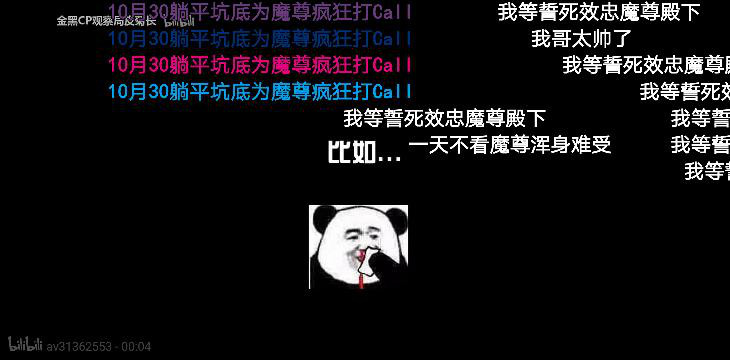 10月30躺平坑底为魔尊疯狂打Call
我等誓死效忠魔尊殿下
金黑CP观察局反勾长 bilibili
10月30躺平坑底为魔尊疯狂打Call
我哥太帅了
10月30躺平坑底为魔尊疯狂打Call
我等誓死效忠魔尊殿
10月30躺平坑底为魔尊疯狂打Call
我等誓死效
我等誓死效忠魔尊殿下
我等誓
比如...
一天不看魔尊浑身难受
我等誓
我等誓
bilibili av31362553 - 00:04